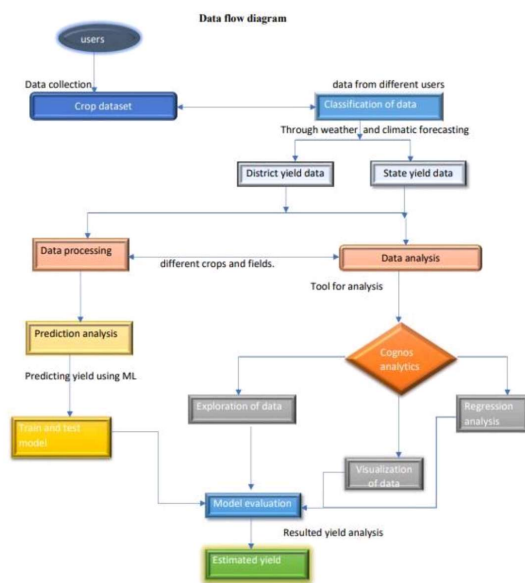 Data flow diagram
users
Data collection
data from different users
Crop dataset
Classification of data
Through weather and climatic forecasting
District yield data
State yield data
Data processing
different crops and fields.
Data analysis
Tool for analysis
Prediction analysis
Cognos
analytics
Predicting yield using ML
Exploration of data
Regression
analysis
Train and test
model
Visualization
of data
Model evaluation
Resulted yield analysis
Estimated yield